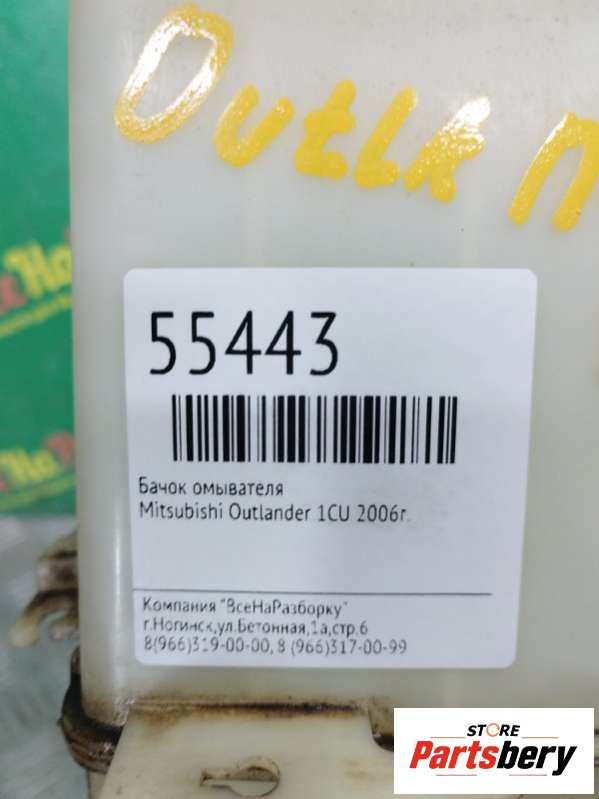 Outlk
55443
Бачок омывателя
Mitsubishi Outlander 1CU 2006г.
Компания "ВсеНаРазборку"
г.Ногинск,ул.Бетонная,1а,стр.6
8(966)319-00-00, 8 (966)317-00-99
STORE
Partsbery